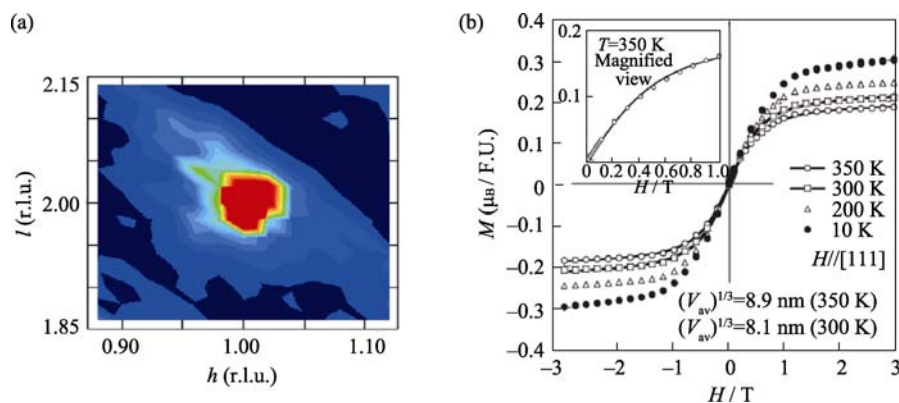 (a)
2.15
2.00
1.85
l (r.l.u.)
0.90
1.00
1.10
h (r.l.u.)
(b)
0.4
0.3
0.2
0.1
0
−0.1
−0.2
−0.3
−0.4
M (μB / F.U.)
0.2
0.1
T=350 K
Magnified
view
0 0.2 0.4 0.6 0.8 1.0
H / T
350 K
300 K
200 K
10 K
H//[111]
(Vav)1/3=8.9 nm (350 K)
(Vav)1/3=8.1 nm (300 K)
−3 −2 −1 0 1 2 3
H / T